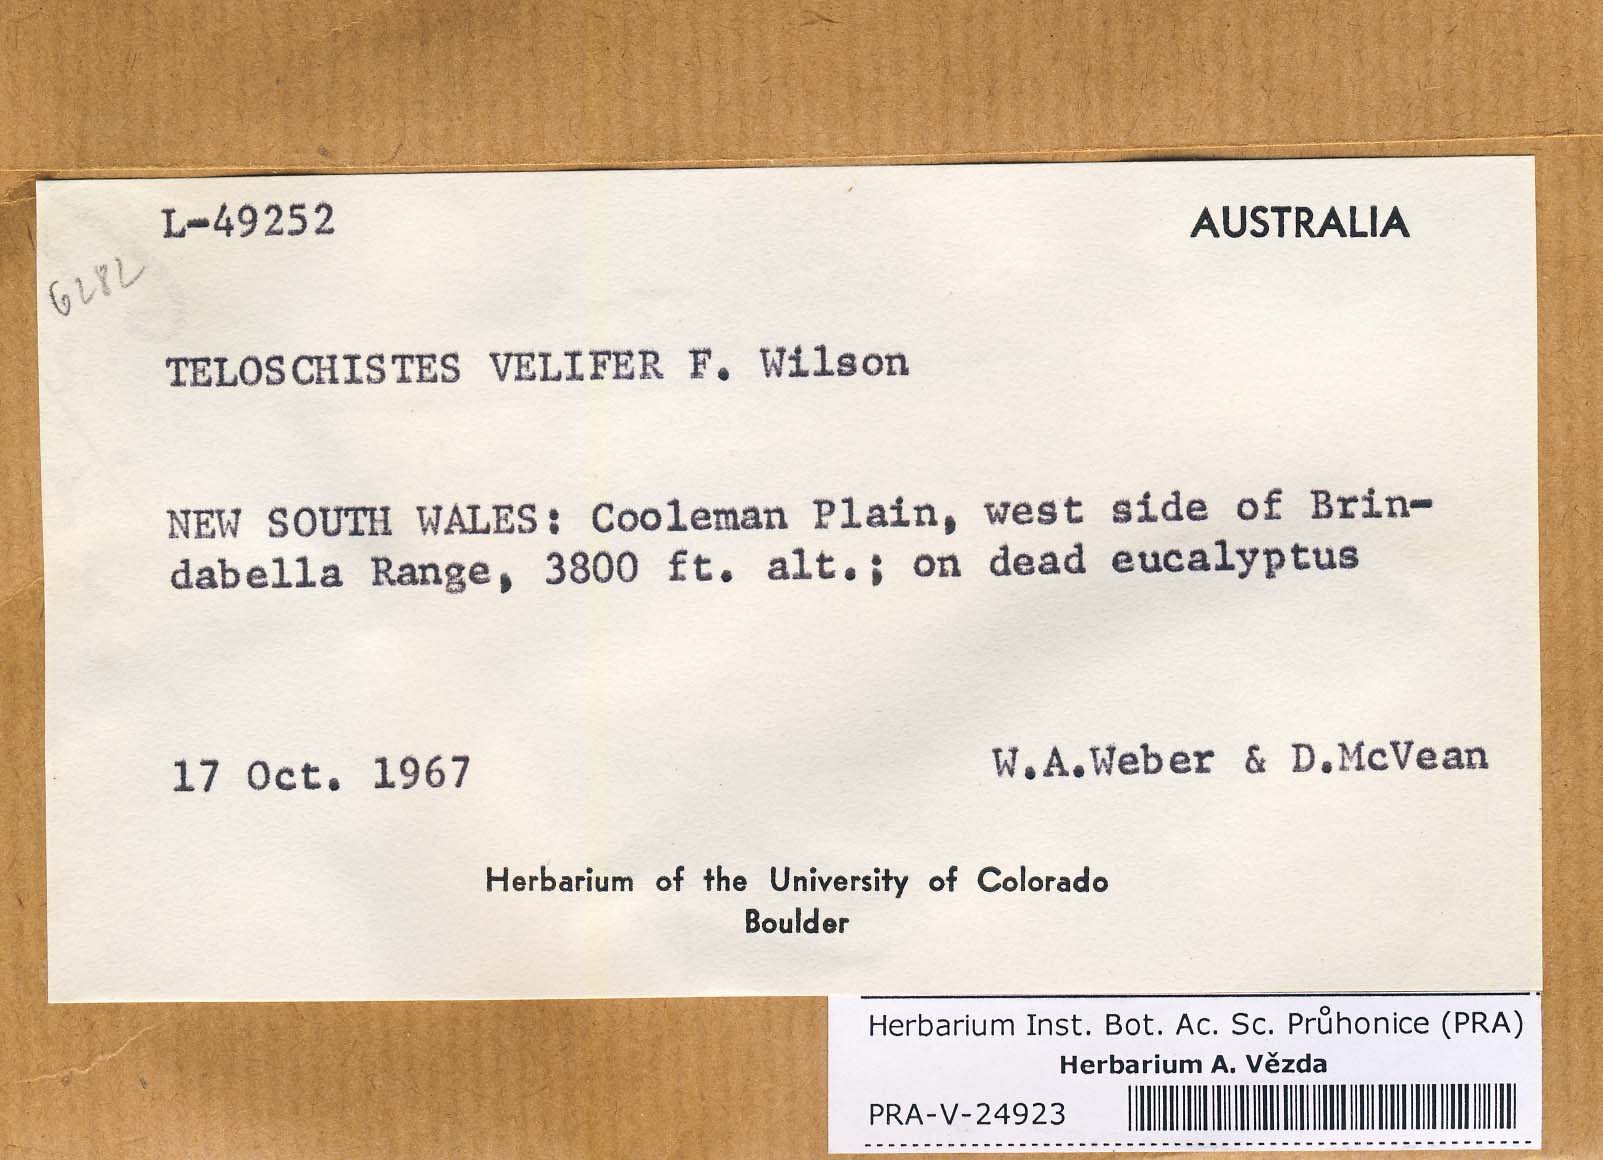 L-49252
AUSTRALIA
6282
TELOSCHISTES VELIFER F. Wilson
NEW SOUTH WALES: Cooleman Plain, west side of Brin-
dabella Range, 3800 ft. alt.; on dead eucalyptus
17 Oct. 1967
W.A.Weber & D.McVean
Herbarium of the University of Colorado
Boulder
Herbarium Inst. Bot. Ac. Sc. Průhonice (PRA)
Herbarium A. Vězda
PRA-V-24923